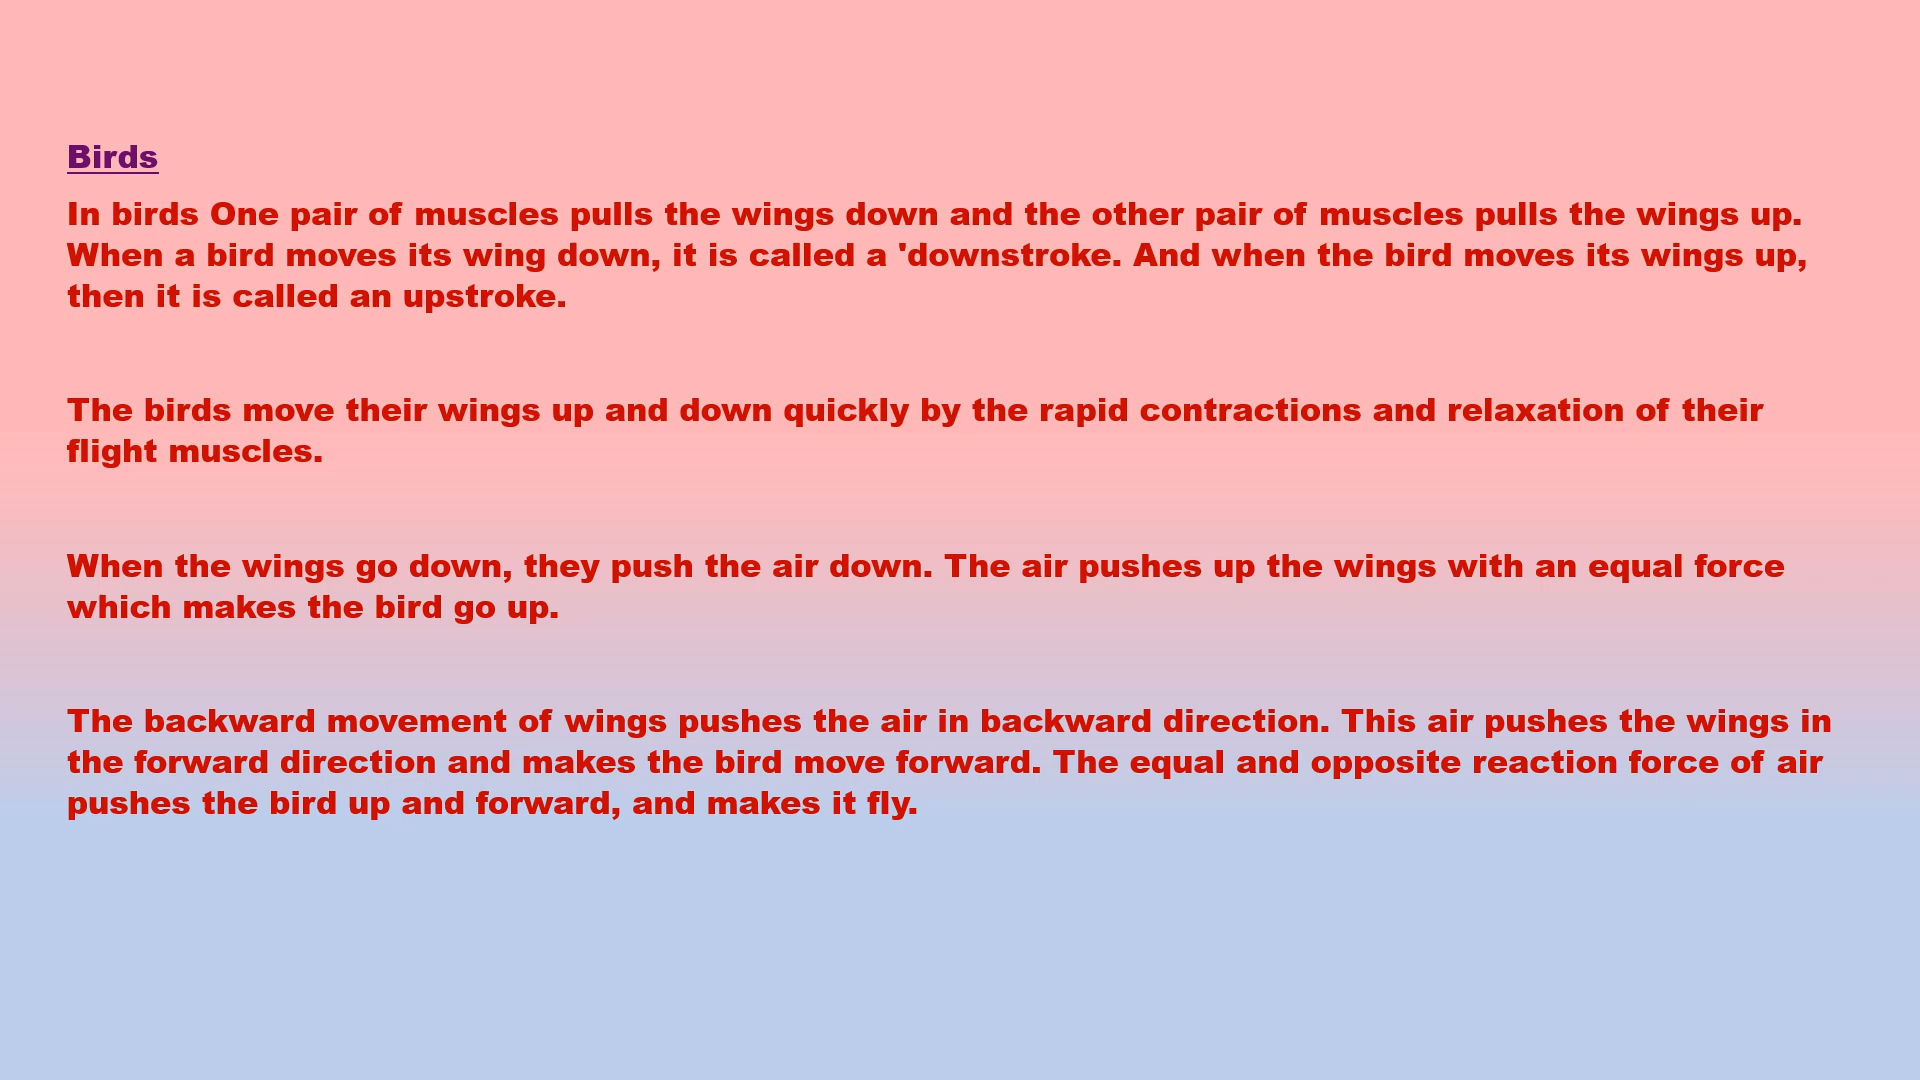 Birds
In birds One pair of muscles pulls the wings down and the other pair of muscles pulls the wings up.
When a bird moves its wing down, it is called a 'downstroke. And when the bird moves its wings up,
then it is called an upstroke.
The birds move their wings up and down quickly by the rapid contractions and relaxation of their
flight muscles.
When the wings go down, they push the air down. The air pushes up the wings with an equal force
which makes the bird go up.
The backward movement of wings pushes the air in backward direction. This air pushes the wings in
the forward direction and makes the bird move forward. The equal and opposite reaction force of air
pushes the bird up and forward, and makes it fly.